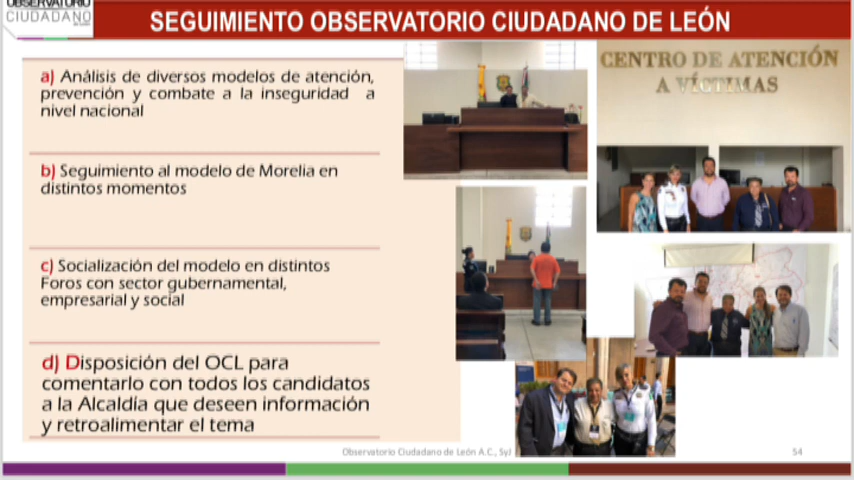 OBSERVATORIO
CIUDADANO
SEGUIMIENTO OBSERVATORIO CIUDADANO DE LEÓN
a) Análisis de diversos modelos de atención,
prevención y combate a la inseguridad a
nivel nacional
b) Seguimiento al modelo de Morelia en
distintos momentos
c) Socialización del modelo en distintos
Foros con sector gubernamental,
empresarial y social
d) Disposición del OCL para
comentarlo con todos los candidatos
a la Alcaldía que deseen información
y retroalimentar el tema
CENTRO DE ATENCIÓN
A VÍCTIMAS
Observatorio Ciudadano de León A.C., SyJ
54